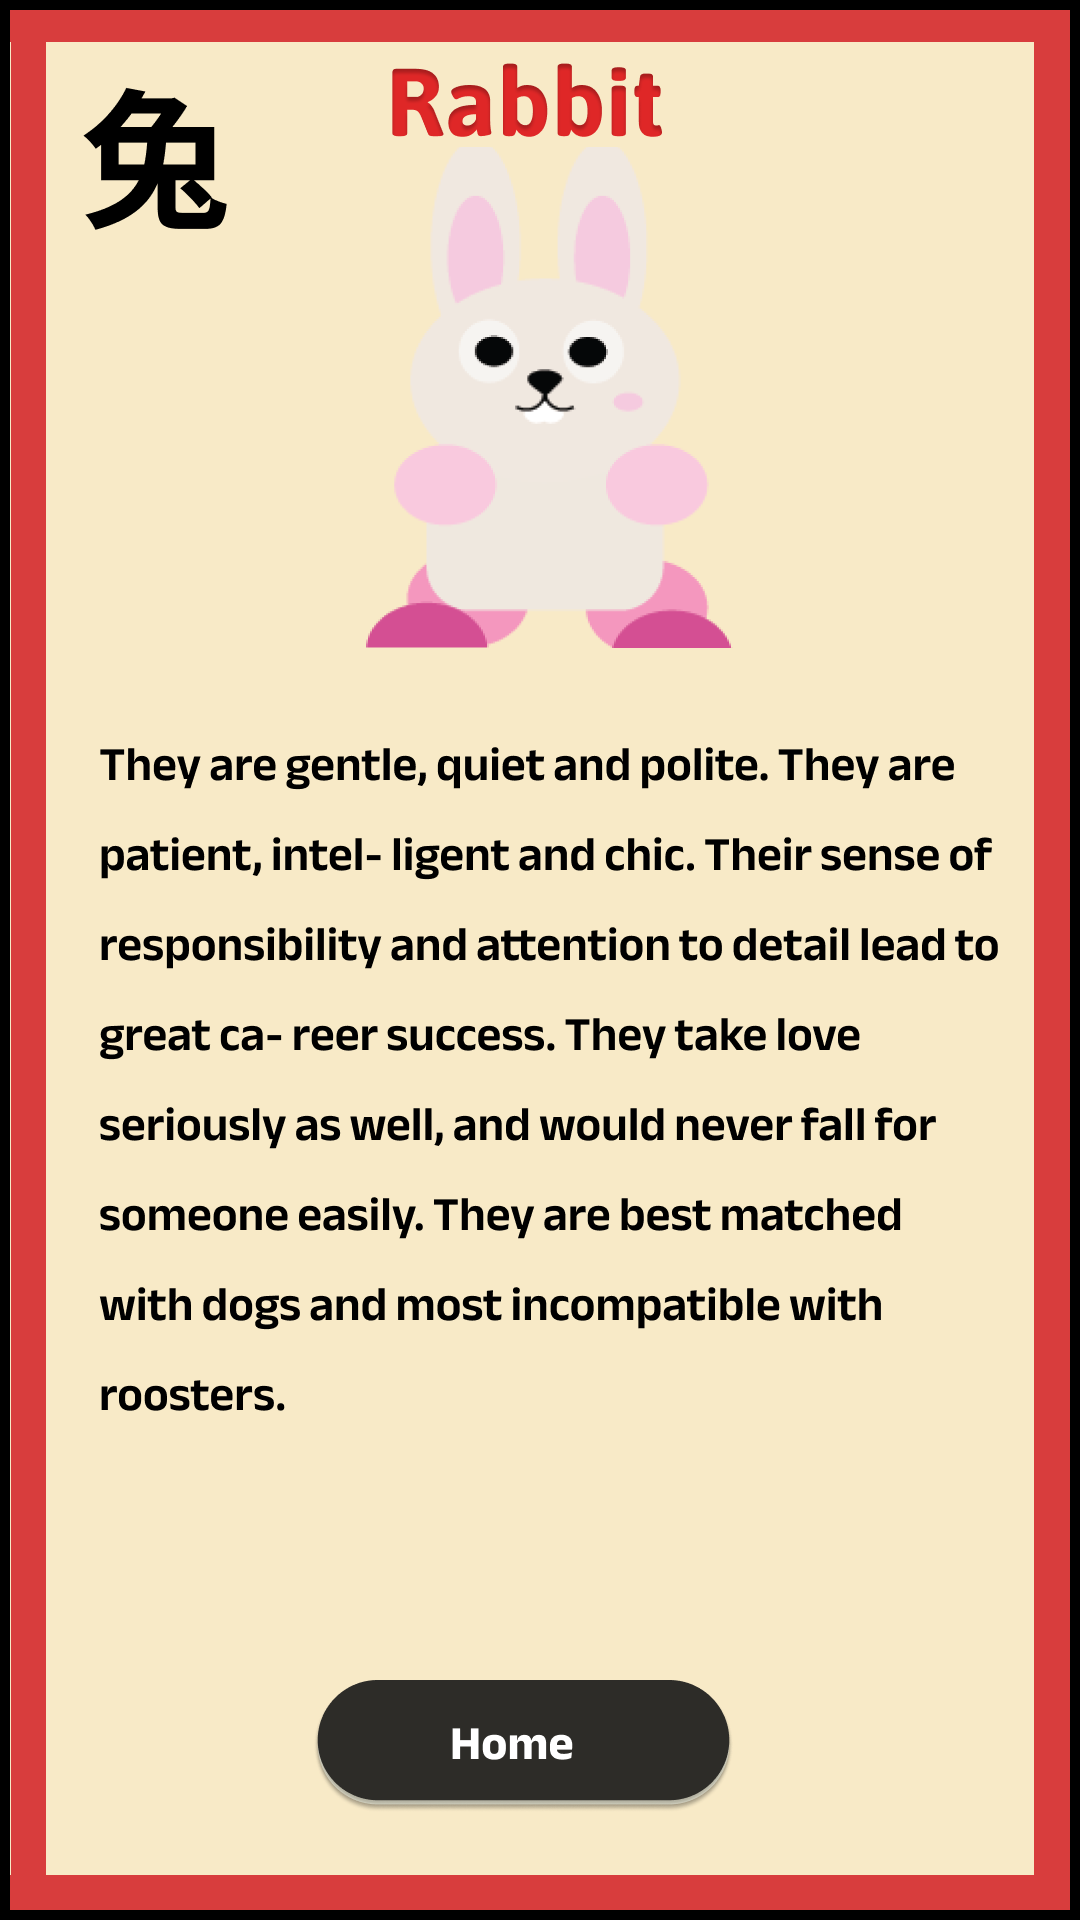 兔
Rabbit
They are gentle, quiet and polite. They are
patient, intel- ligent and chic. Their sense of
responsibility and attention to detail lead to
great ca- reer success. They take love
seriously as well, and would never fall for
someone easily. They are best matched
with dogs and most incompatible with
roosters.
Home